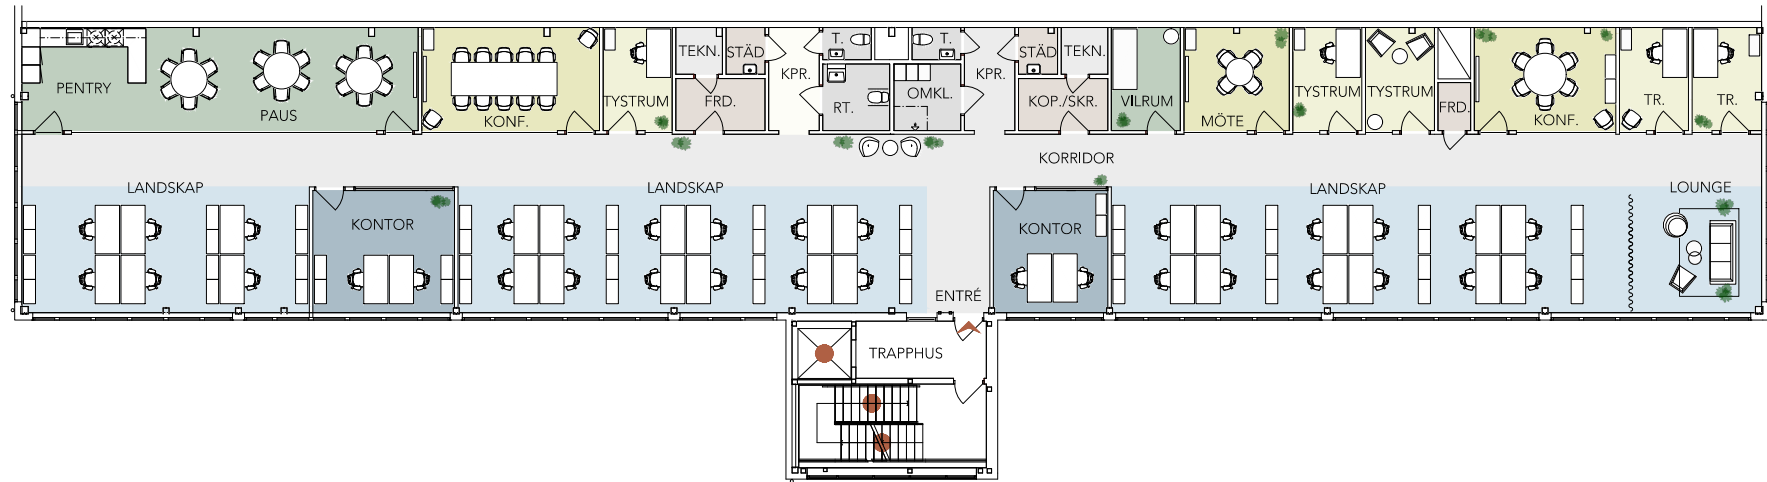 PENTRY
PAUS
KONF.
TYSTRUM
TEKN.
STÄD
FRD.
KPR.
T.
RT.
T.
OMKL.
KPR.
STÄD
TEKN.
KOP./SKR.
VILRUM
MÖTE
TYSTRUM
TYSTRUM
FRD.
KONF.
TR.
TR.
KORRIDOR
LANDSKAP
KONTOR
LANDSKAP
KONTOR
LANDSKAP
LOUNGE
ENTRÉ
TRAPPHUS